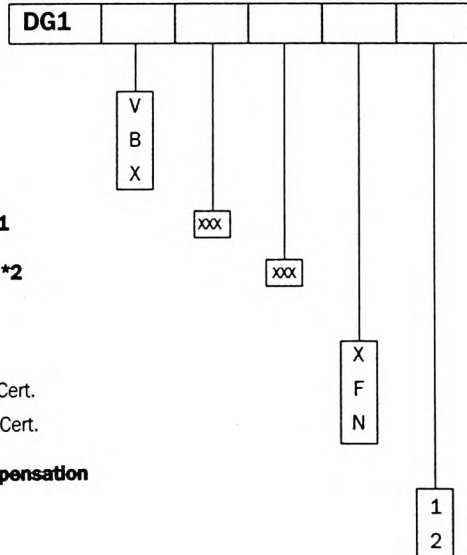 DG1
V
B
X
1 XXX
*2 XXX
X
Cert. F
Cert. N
pensation
1
2